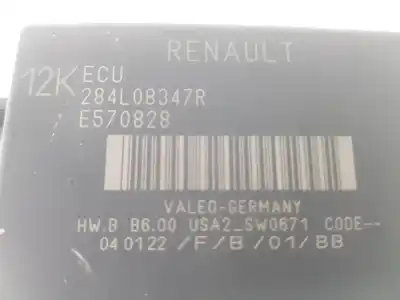 RENAULT
12K ECU
284L08347R
E570828
VALEO-GERMANY
HW.B B6.00 USA2_SW0671 CODE--
040122 /F/B/01/BB